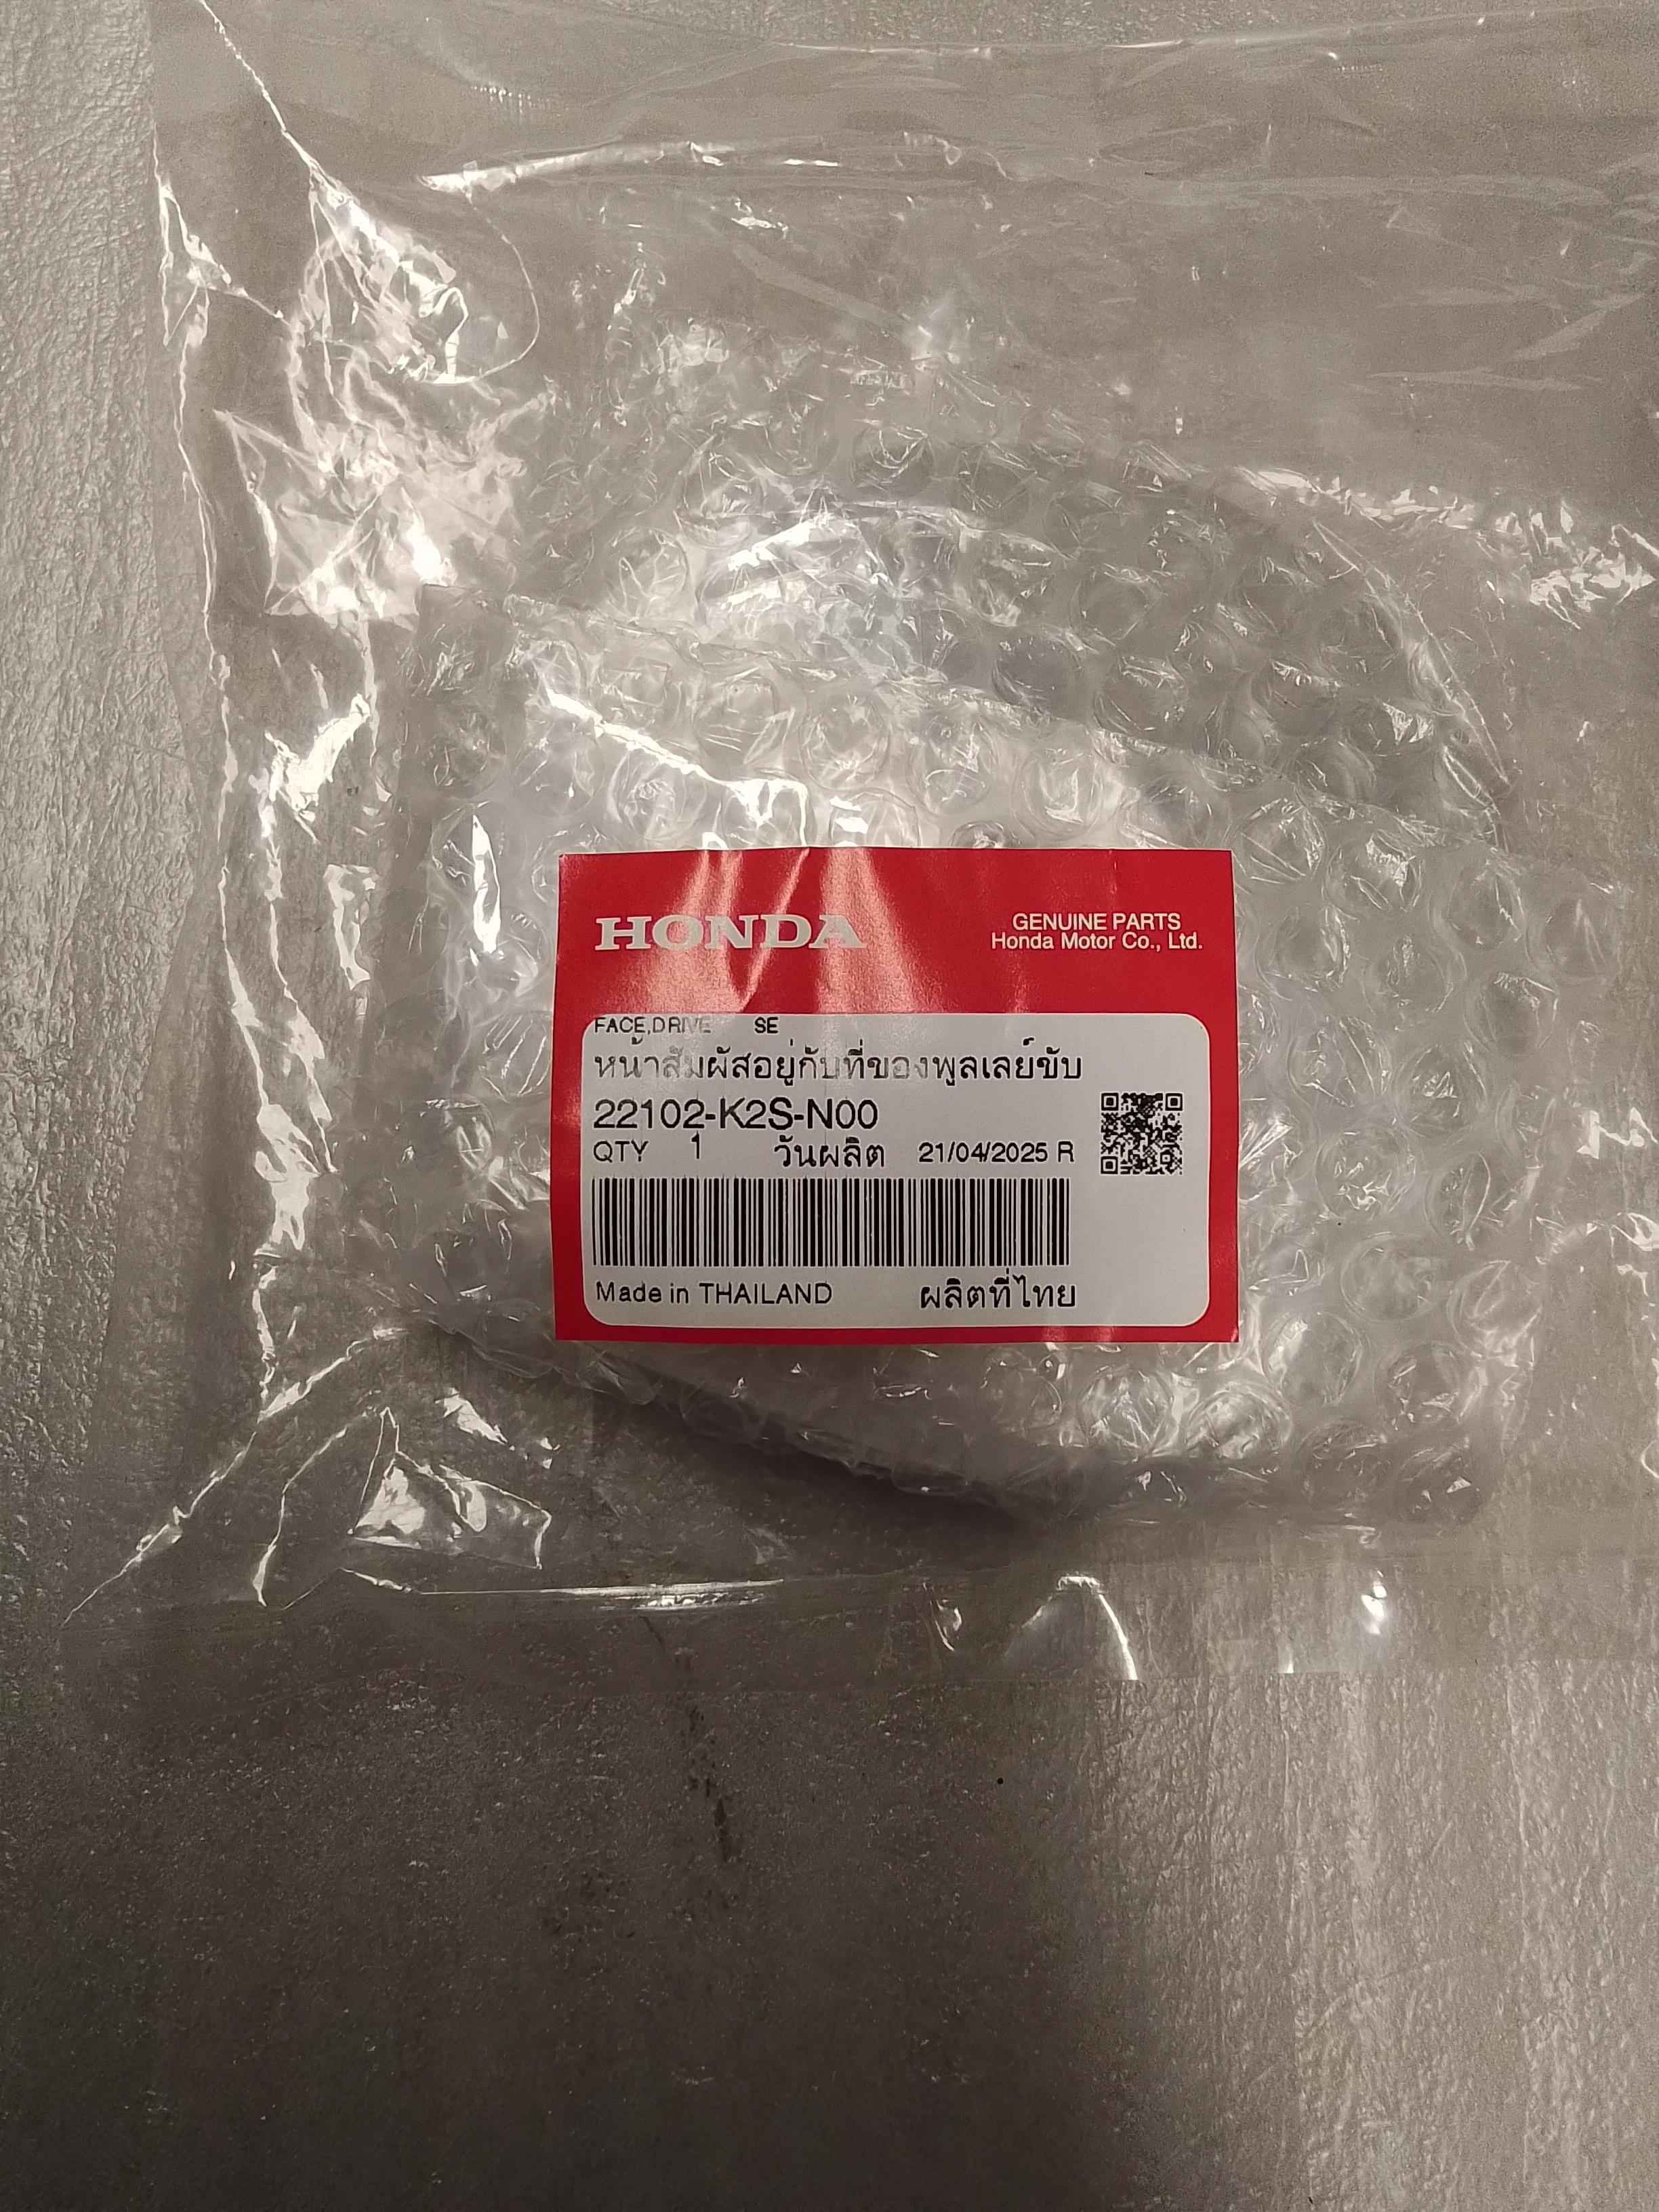 HONDA
GENUINE PARTS
Honda Motor Co., Ltd.
FACE,DRIVE SE
หน้าสัมผัสอยู่กับที่ของพูลเลย์ขับ
22102-K2S-N00
QTY 1 วันผลิต 21/04/2025 R
Made in THAILAND ผลิตที่ไทย